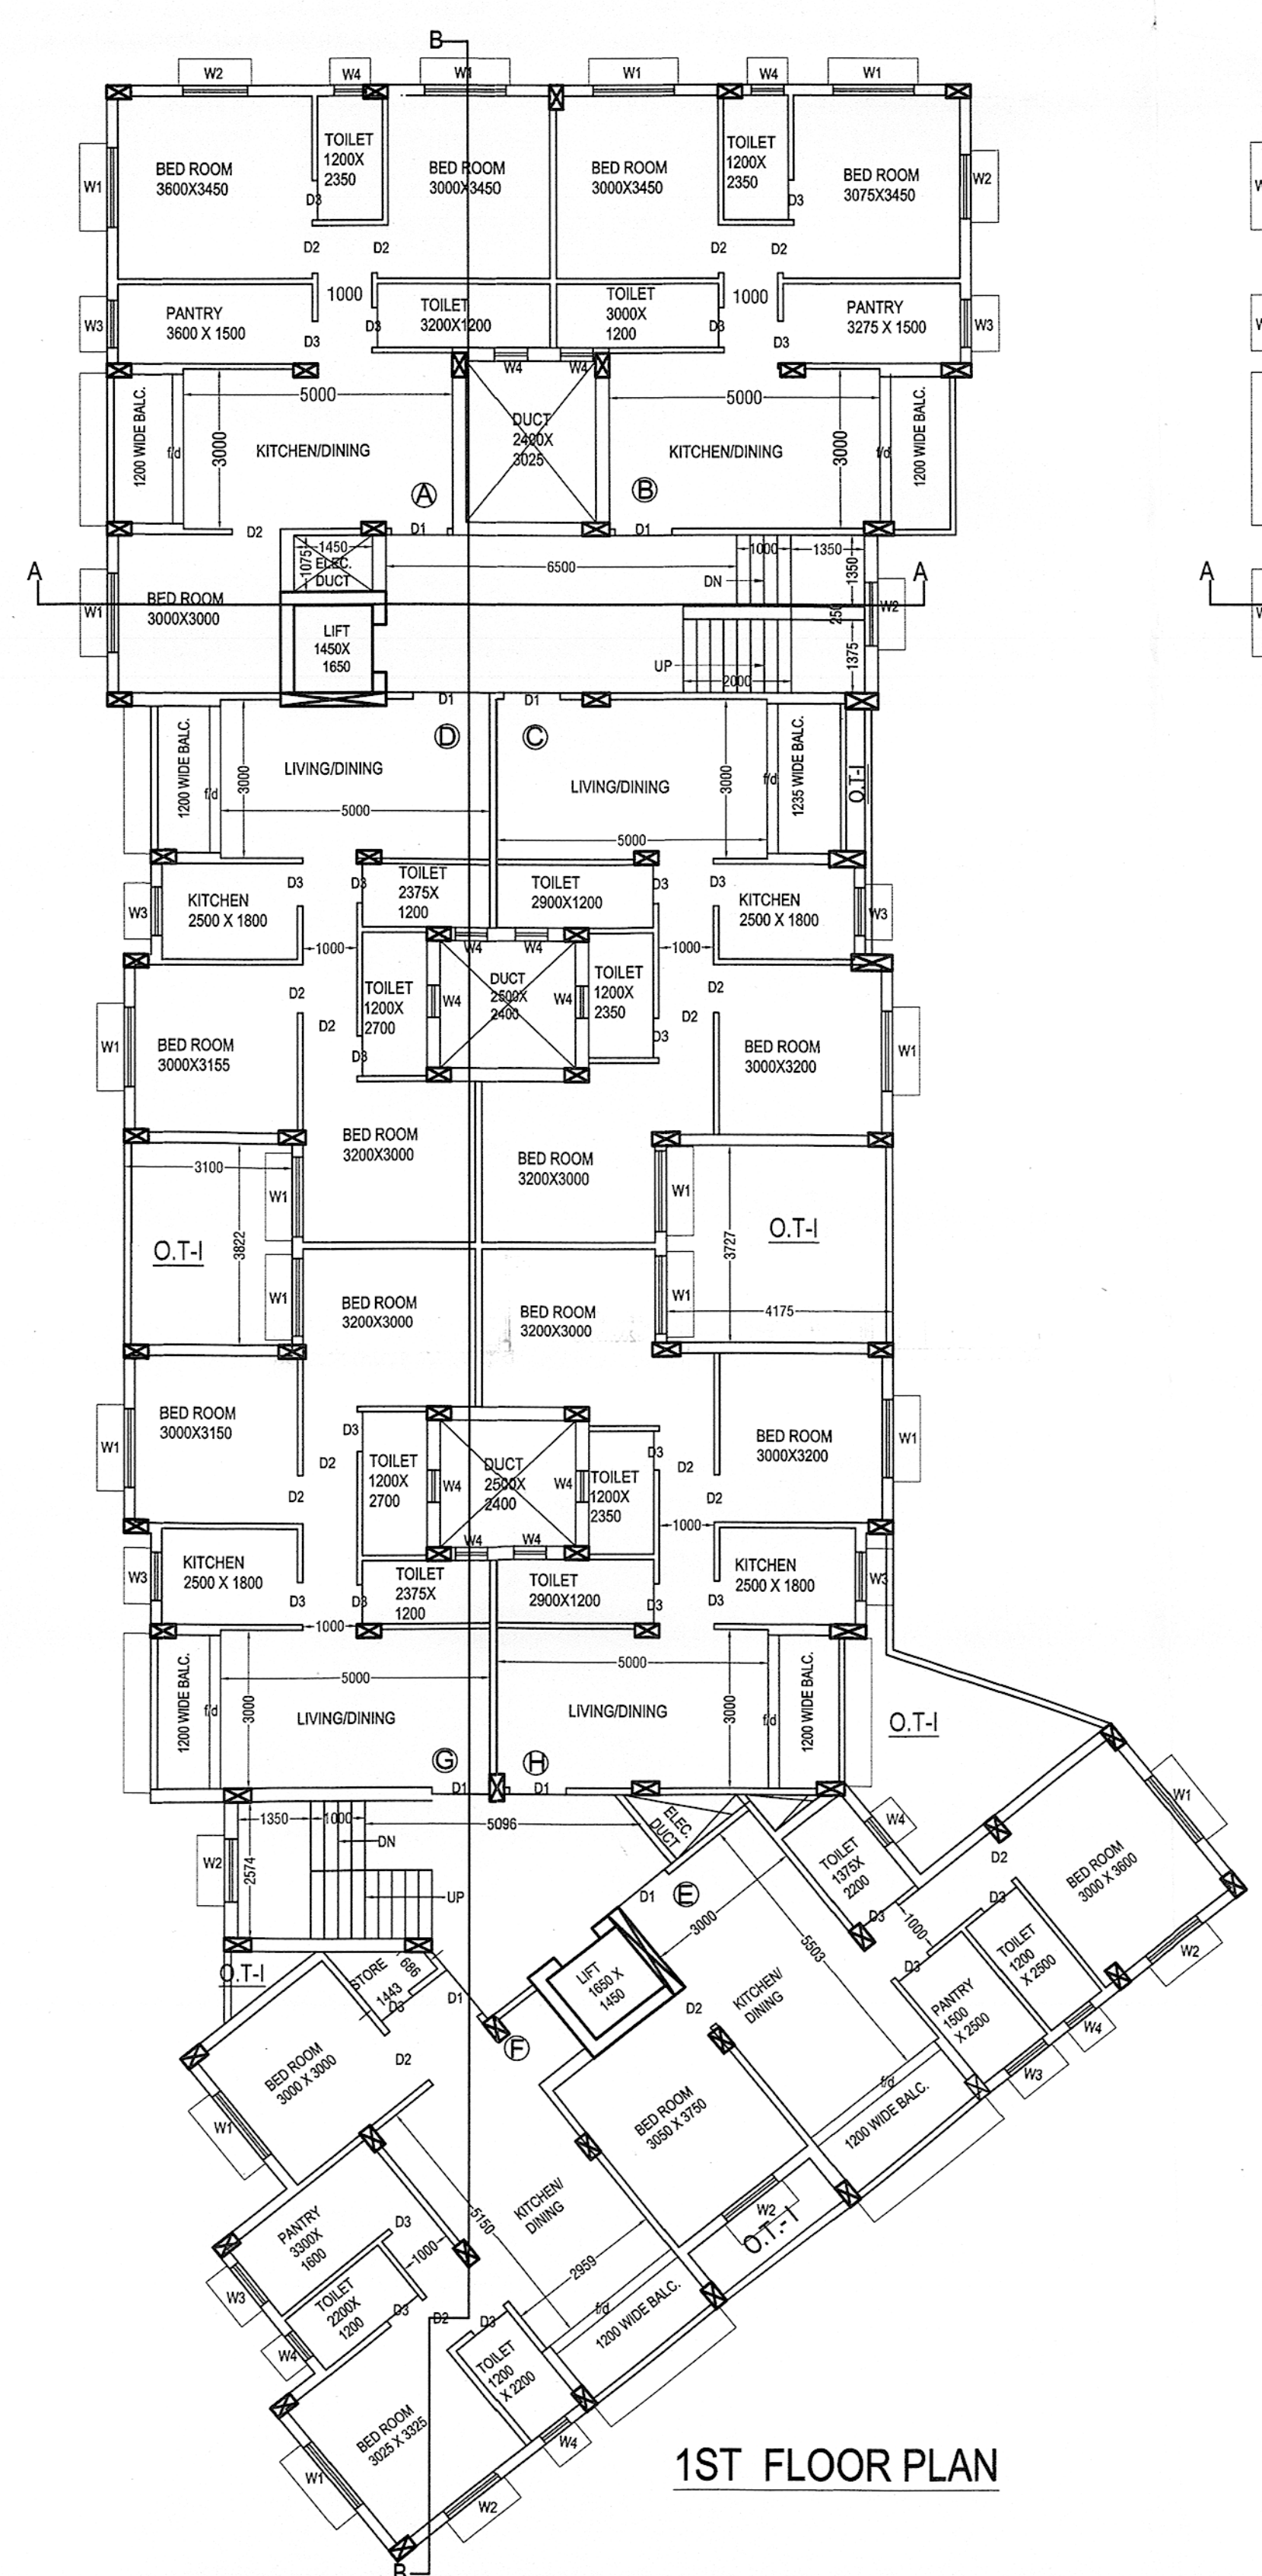 B
W2
W4
W1
W1
W4
W1
TOILET
1200X
2350
TOILET
1200X
2350
BED ROOM
3600X3450
BED ROOM
3000X3450
BED ROOM
3000X3450
BED ROOM
3075X3450
W1
W2
D3
D3
D2
D2
D2
D2
1000
1000
PANTRY
3600 X 1500
TOILET
3200X1200
TOILET
3000X
1200
PANTRY
3275 X 1500
W3
W3
D3
D3
D3
D3
W4
W4
1200 WIDE BALC.
f/d
5000
3000
KITCHEN/DINING
DUCT
2400X
3025
5000
3000
KITCHEN/DINING
f/d
1200 WIDE BALC.
A
B
D2
D1
D1
1450
1075
ELEC.
DUCT
6500
1000
1350
1350
DN
A
A
A
250
W1
W2
BED ROOM
3000X3000
LIFT
1450X
1650
UP
2000
1375
D1
D1
D
C
1200 WIDE BALC.
f/d
3000
LIVING/DINING
5000
LIVING/DINING
3000
5000
f/d
1235 WIDE BALC.
O.T-I
D3
D3
TOILET
2375X
1200
TOILET
2900X1200
D3
D3
W3
KITCHEN
2500 X 1800
KITCHEN
2500 X 1800
W3
1000
W4
W4
1000
D2
D2
TOILET
1200X
2700
W4
DUCT
2500X
2400
W4
TOILET
1200X
2350
D2
D2
D3
D3
W1
BED ROOM
3000X3155
BED ROOM
3000X3200
W1
BED ROOM
3200X3000
BED ROOM
3200X3000
3100
W1
W1
O.T-I
3822
3727
O.T-I
W1
W1
4175
BED ROOM
3200X3000
BED ROOM
3200X3000
W1
BED ROOM
3000X3150
BED ROOM
3000X3200
W1
D3
D3
D2
D2
TOILET
1200X
2700
W4
DUCT
2500X
2400
W4
TOILET
1200X
2350
D2
D2
1000
W4
W4
W3
KITCHEN
2500 X 1800
TOILET
2375X
1200
TOILET
2900X1200
KITCHEN
2500 X 1800
W3
D3
D3
D3
D3
1000
1200 WIDE BALC.
f/d
3000
5000
LIVING/DINING
5000
LIVING/DINING
3000
f/d
1200 WIDE BALC.
O.T-I
G
H
D1
D1
1350
1000
5096
ELEC.
DUCT
DN
W2
2574
UP
W4
W1
TOILET
1375X
2200
D2
BED ROOM
3000 X 3600
D1
E
3000
5503
D3
1000
D3
D3
TOILET
1200
X 2500
W2
O.T-I
STORE
686
1443
D3
D1
LIFT
1650 X
1450
KITCHEN/
DINING
D2
PANTRY
1500
X 2500
W4
W3
F
D2
BED ROOM
3000 X 3000
W1
BED ROOM
3050 X 3750
f/d
1200 WIDE BALC.
KITCHEN/
DINING
5150
W2
O.T.-I
PANTRY
3300X
1600
D3
1000
W3
TOILET
2200X
1200
D3
D2
D3
2959
f/d
1200 WIDE BALC.
W4
TOILET
1200
X 2200
BED ROOM
3025 X 3325
W4
W1
W2
B
1ST FLOOR PLAN